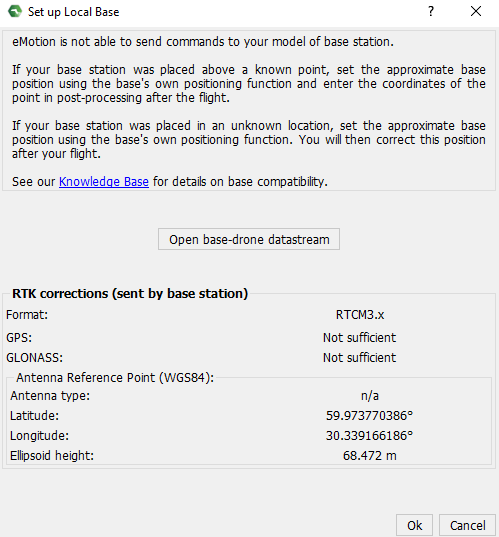 Set up Local Base
? X
eMotion is not able to send commands to your model of base station.
If your base station was placed above a known point, set the approximate base
position using the base's own positioning function and enter the coordinates of the
point in post-processing after the flight.
If your base station was placed in an unknown location, set the approximate base
position using the base's own positioning function. You will then correct this position
after your flight.
See our Knowledge Base for details on base compatibility.
Open base-drone datastream
RTK corrections (sent by base station)
Format: RTCM3.x
GPS: Not sufficient
GLONASS: Not sufficient
Antenna Reference Point (WGS84):
Antenna type: n/a
Latitude: 59.973770386°
Longitude: 30.339166186°
Ellipsoid height: 68.472 m
Ok Cancel